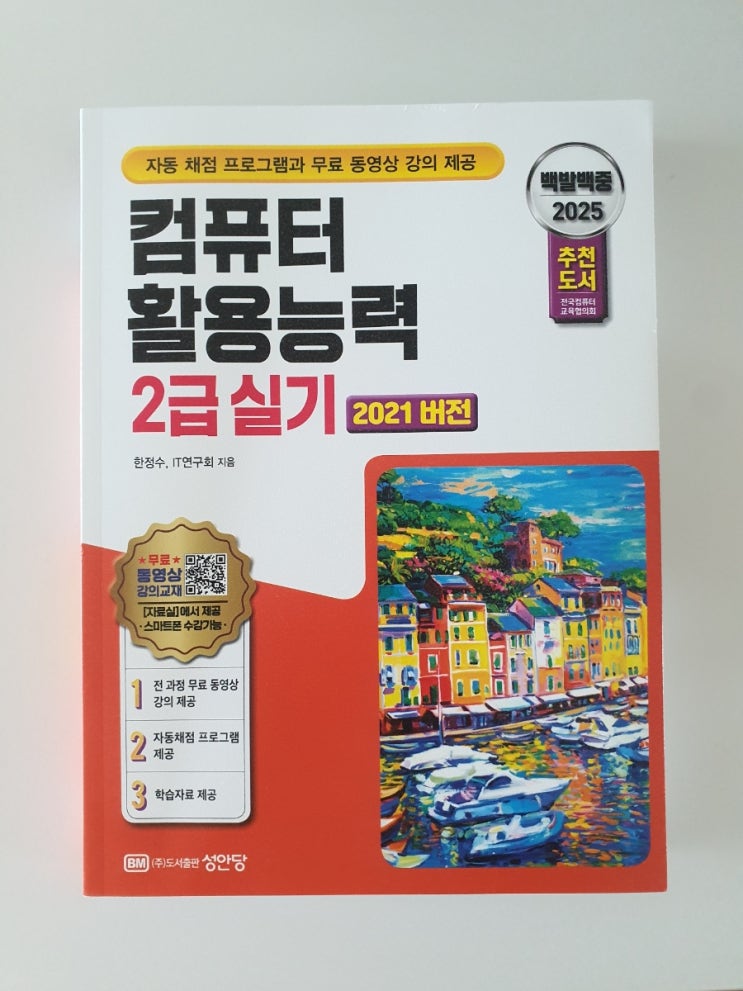 자동 채점 프로그램과 무료 동영상 강의 제공
백발백중
2025
추천
도서
전국컴퓨터
교육협의회
컴퓨터
활용능력
2급 실기 2021 버전
한정수, IT연구회 지음
★무료★
동영상
강의교재
[자료실]에서 제공
· 스마트폰 수강가능 ·
1 전 과정 무료 동영상
강의 제공
2 자동채점 프로그램
제공
3 학습자료 제공
BM (주)도서출판 성안당